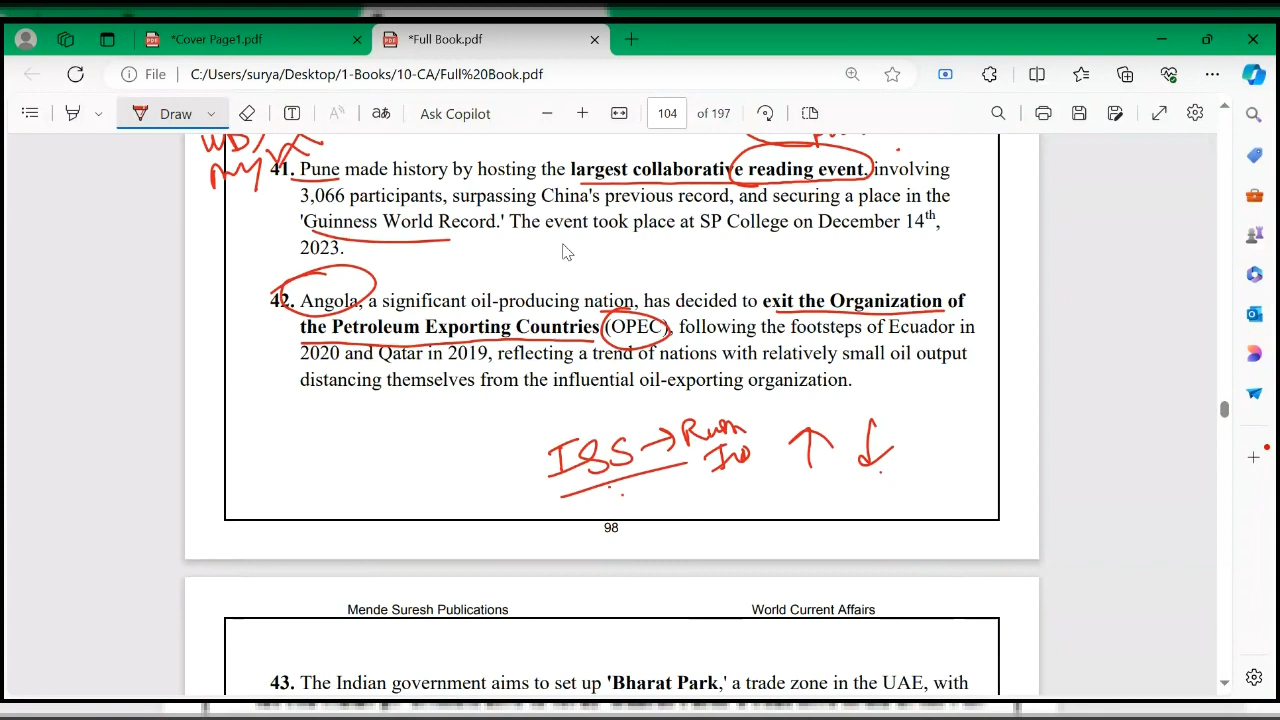 *Cover Page1.pdf
*Full Book.pdf
File C:/Users/surya/Desktop/1-Books/10-CA/Full%20Book.pdf
Draw Ask Copilot 104 of 197
41. Pune made history by hosting the largest collaborative reading event, involving
3,066 participants, surpassing China's previous record, and securing a place in the
'Guinness World Record.' The event took place at SP College on December 14th,
2023.
42. Angola, a significant oil-producing nation, has decided to exit the Organization of
the Petroleum Exporting Countries (OPEC), following the footsteps of Ecuador in
2020 and Qatar in 2019, reflecting a trend of nations with relatively small oil output
distancing themselves from the influential oil-exporting organization.
98
Mende Suresh Publications World Current Affairs
43. The Indian government aims to set up 'Bharat Park,' a trade zone in the UAE, with